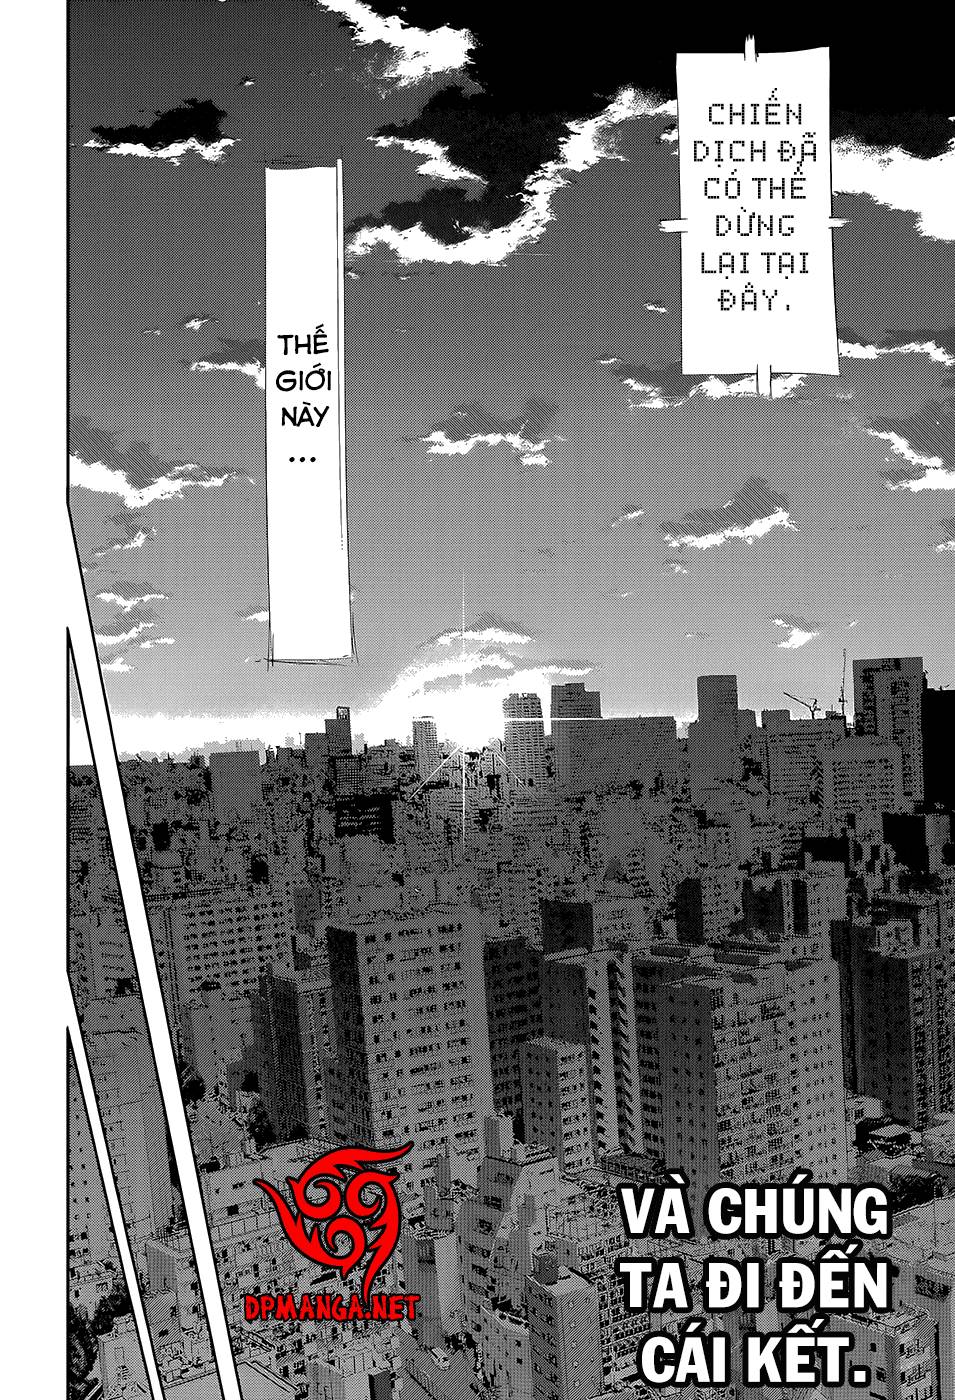 CHIẾN
DỊCH ĐÃ
CÓ THỂ
DỪNG
LẠI TẠI
ĐÂY.
THẾ
GIỚI
NÀY
...
VÀ CHÚNG
TA ĐI ĐẾN
CÁI KẾT.
DPMANGA.NET